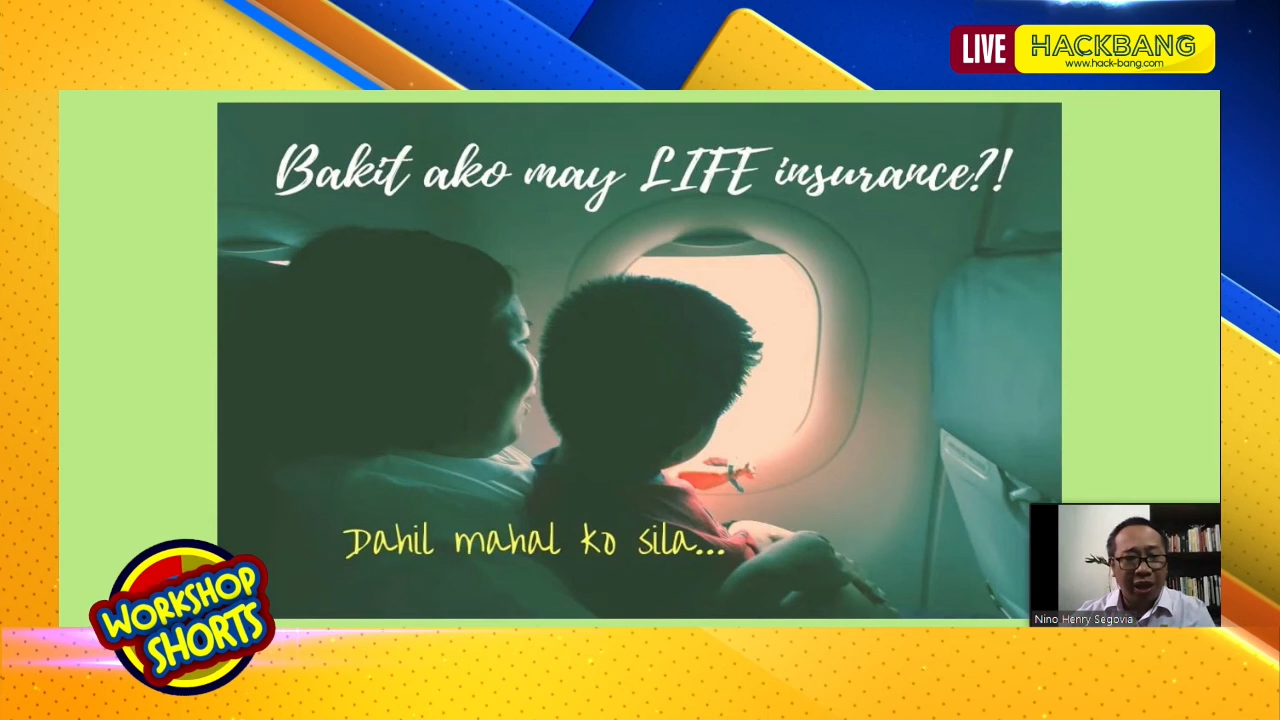 LIVE HACKBANG
www.hack-bang.com
Bakit ako may LIFE insurance?!
Dahil mahal ko sila...
WORKSHOP
SHORTS
Nino Henry Segovia